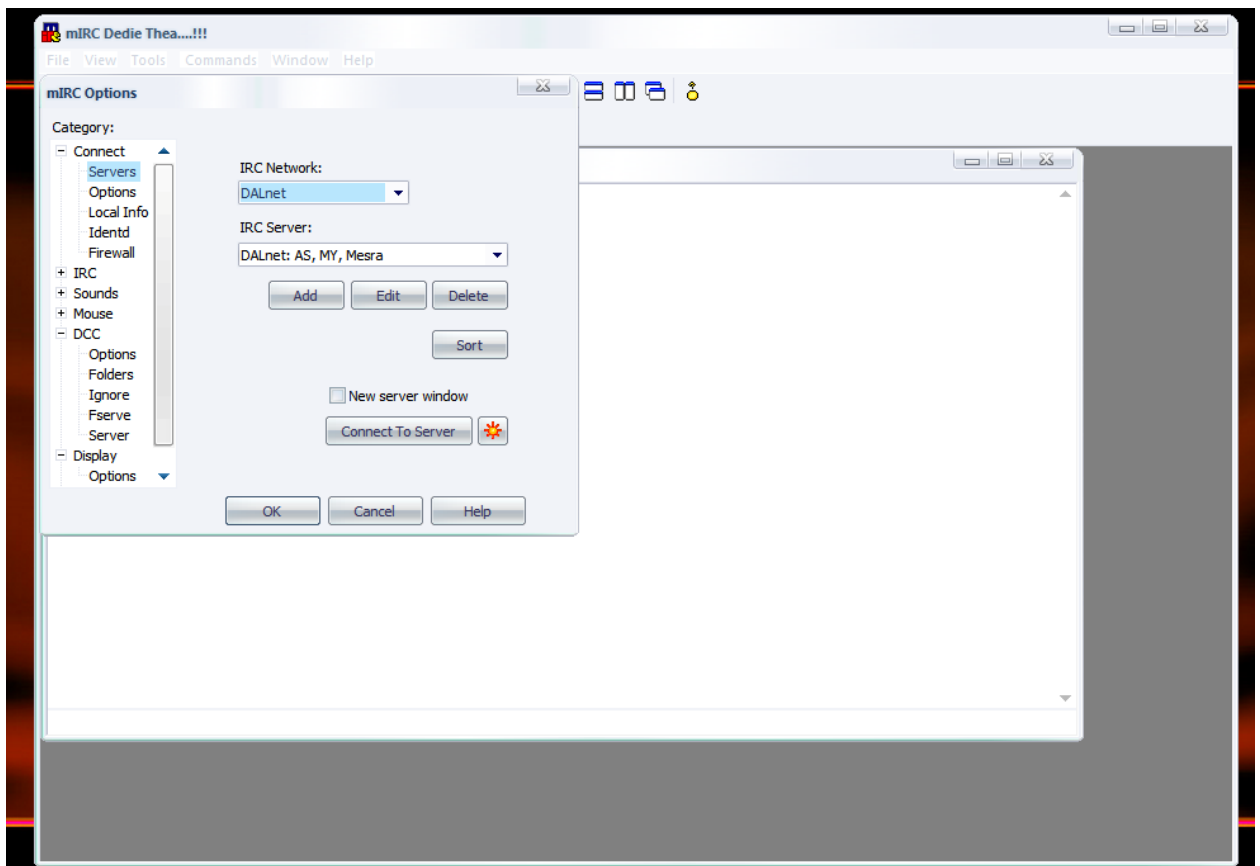 mIRC Dedie Thea....!!!
File View Tools Commands Window Help
mIRC Options
Category:
Connect
Servers
Options
Local Info
Identd
Firewall
IRC
Sounds
Mouse
DCC
Options
Folders
Ignore
Fserve
Server
Display
Options
IRC Network:
DALnet
IRC Server:
DALnet: AS, MY, Mesra
Add Edit Delete
Sort
New server window
Connect To Server
OK Cancel Help